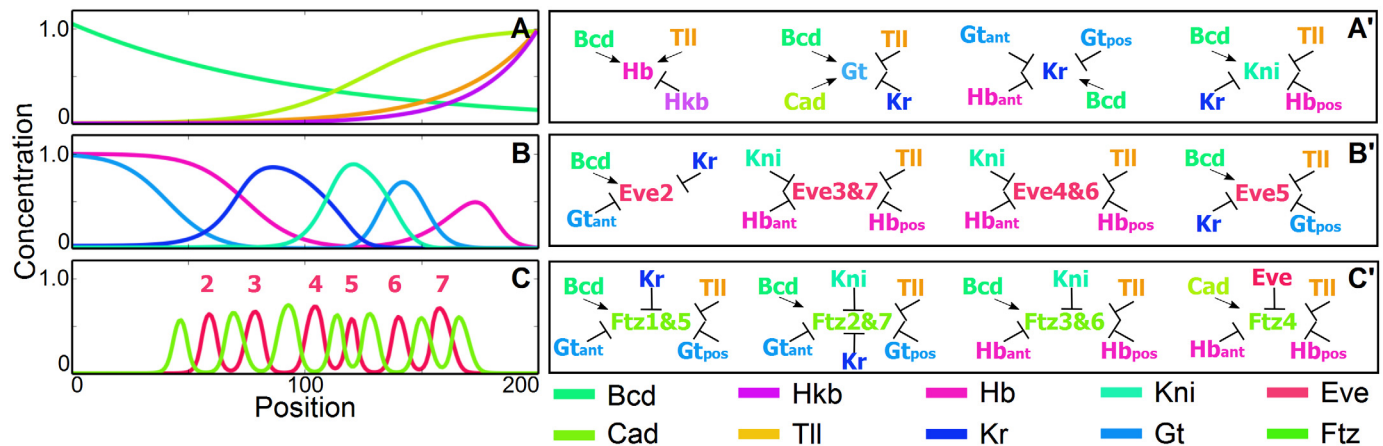 Concentration
1.0
0
A
1.0
0
B
1.0
0
2 3 4 5 6 7
C
0 100 200
Position
A'
Bcd Tll
Hb
Hkb
Bcd Tll
Gt
Cad Kr
Gtant Gtpos
Kr
Hbant Bcd
Bcd Tll
Kni
Kr Hbpos
B'
Bcd Kr
Eve2
Gtant
Kni Tll
Eve3&7
Hbant Hbpos
Kni Tll
Eve4&6
Hbant Hbpos
Bcd Tll
Eve5
Kr Gtpos
C'
Kr
Bcd Tll
Ftz1&5
Gtant Gtpos
Kni
Bcd Tll
Ftz2&7
Gtant Gtpos
Kr
Kni
Bcd Tll
Ftz3&6
Hbant Hbpos
Eve
Cad Tll
Ftz4
Hbant Hbpos
Bcd Hkb Hb Kni Eve
Cad Tll Kr Gt Ftz